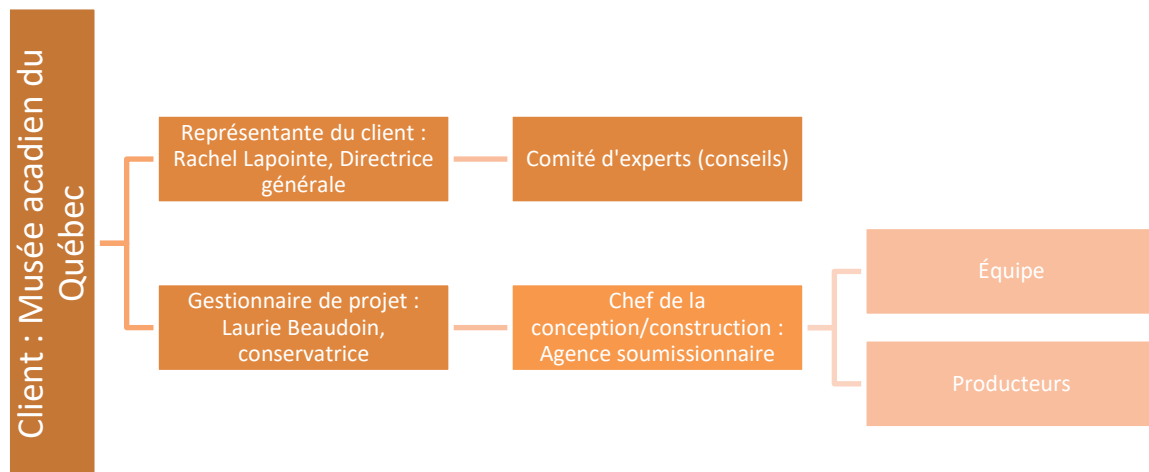 Client : Musée acadien du
Québec
Représentante du client :
Rachel Lapointe, Directrice
générale
Comité d'experts (conseils)
Gestionnaire de projet :
Laurie Beaudoin,
conservatrice
Chef de la
conception/construction :
Agence soumissionnaire
Équipe
Producteurs